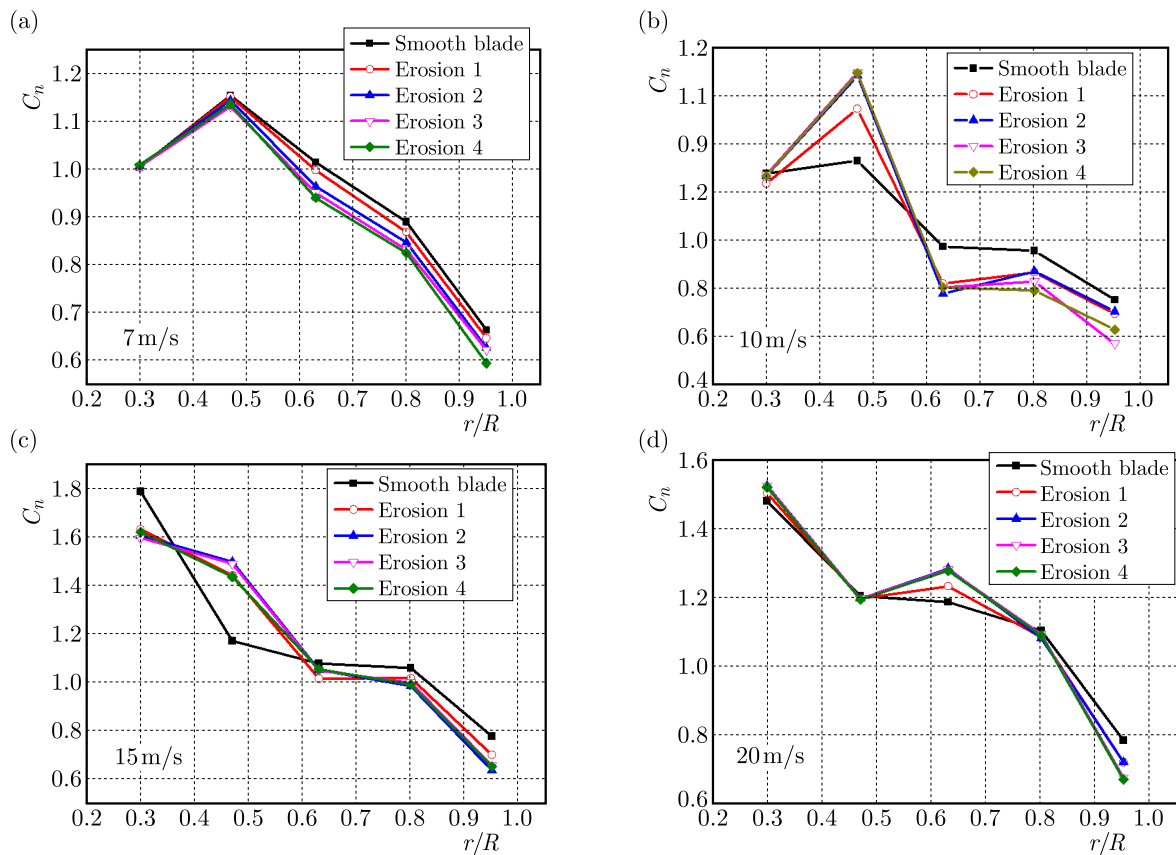 (a)
Smooth blade
Erosion 1
Erosion 2
Erosion 3
Erosion 4
C_n
1.2
1.1
1.0
0.9
0.8
0.7
0.6
7 m/s
0.2 0.3 0.4 0.5 0.6 0.7 0.8 0.9 1.0
r/R
(b)
Smooth blade
Erosion 1
Erosion 2
Erosion 3
Erosion 4
C_n
1.2
1.1
0.9
1.2
1.0
0.8
0.6
0.4
10 m/s
0.2 0.3 0.4 0.5 0.6 0.7 0.8 0.9 1.0
r/R
(c)
Smooth blade
Erosion 1
Erosion 2
Erosion 3
Erosion 4
C_n
1.8
1.6
1.4
1.2
1.0
0.8
0.6
15 m/s
0.2 0.3 0.4 0.5 0.6 0.7 0.8 0.9 1.0
r/R
(d)
Smooth blade
Erosion 1
Erosion 2
Erosion 3
Erosion 4
C_n
1.6
1.4
1.2
1.0
0.8
0.6
20 m/s
0.2 0.3 0.4 0.5 0.6 0.7 0.8 0.9 1.0
r/R